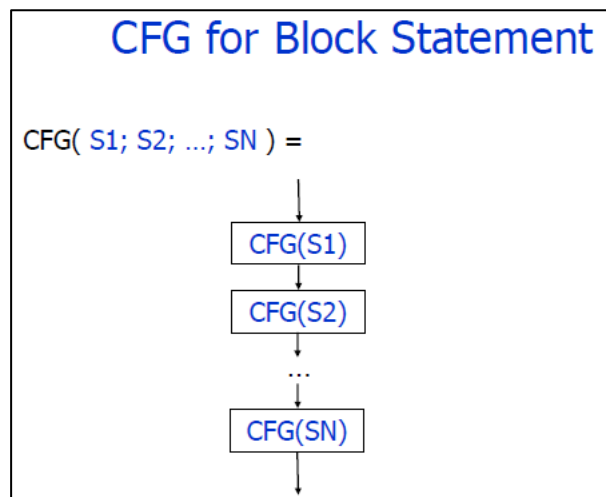 CFG for Block Statement
CFG( S1; S2; ...; SN ) =
CFG(S1)
CFG(S2)
...
CFG(SN)